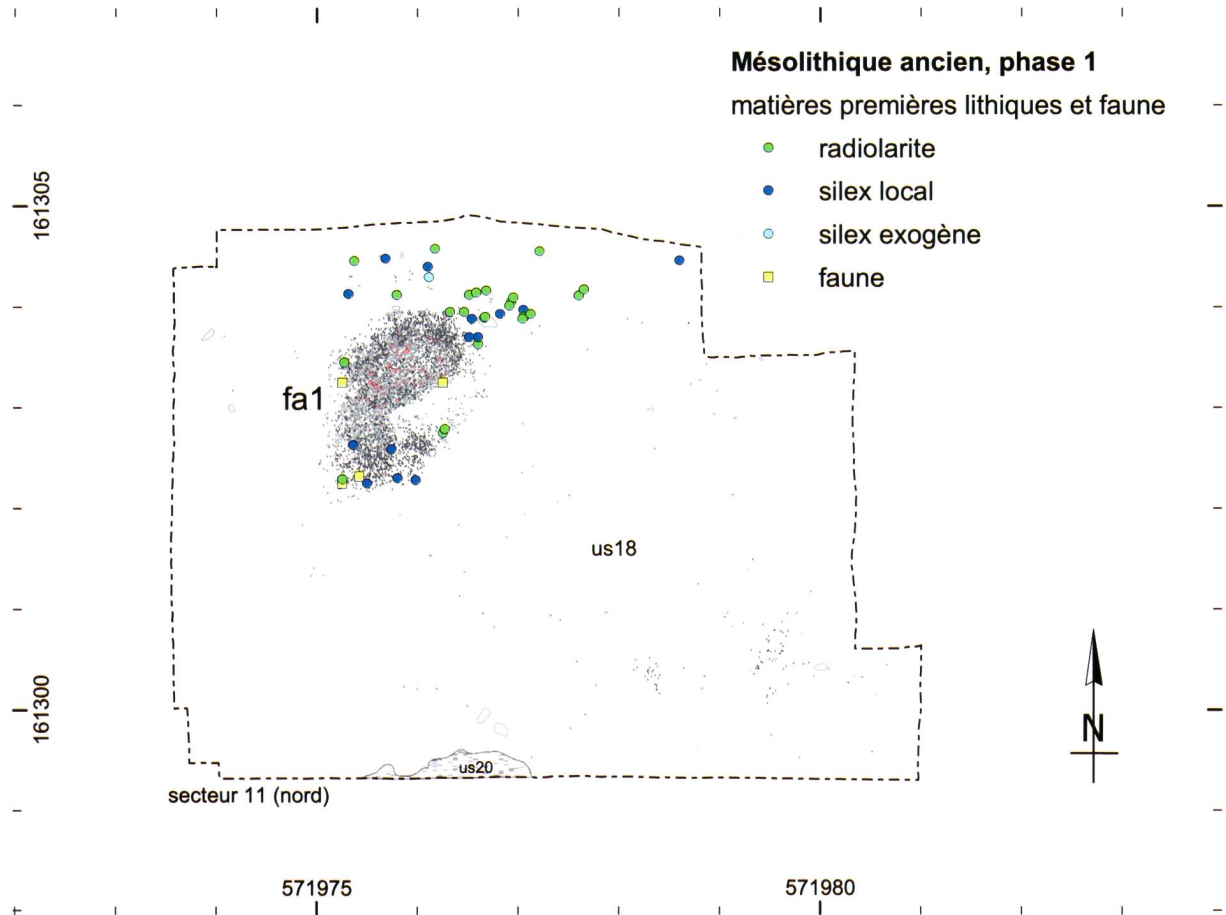 Mésolithique ancien, phase 1
matières premières lithiques et faune
radiolarite
silex local
silex exogène
faune
161305
fa1
us18
161300
N
us20
secteur 11 (nord)
571975
571980